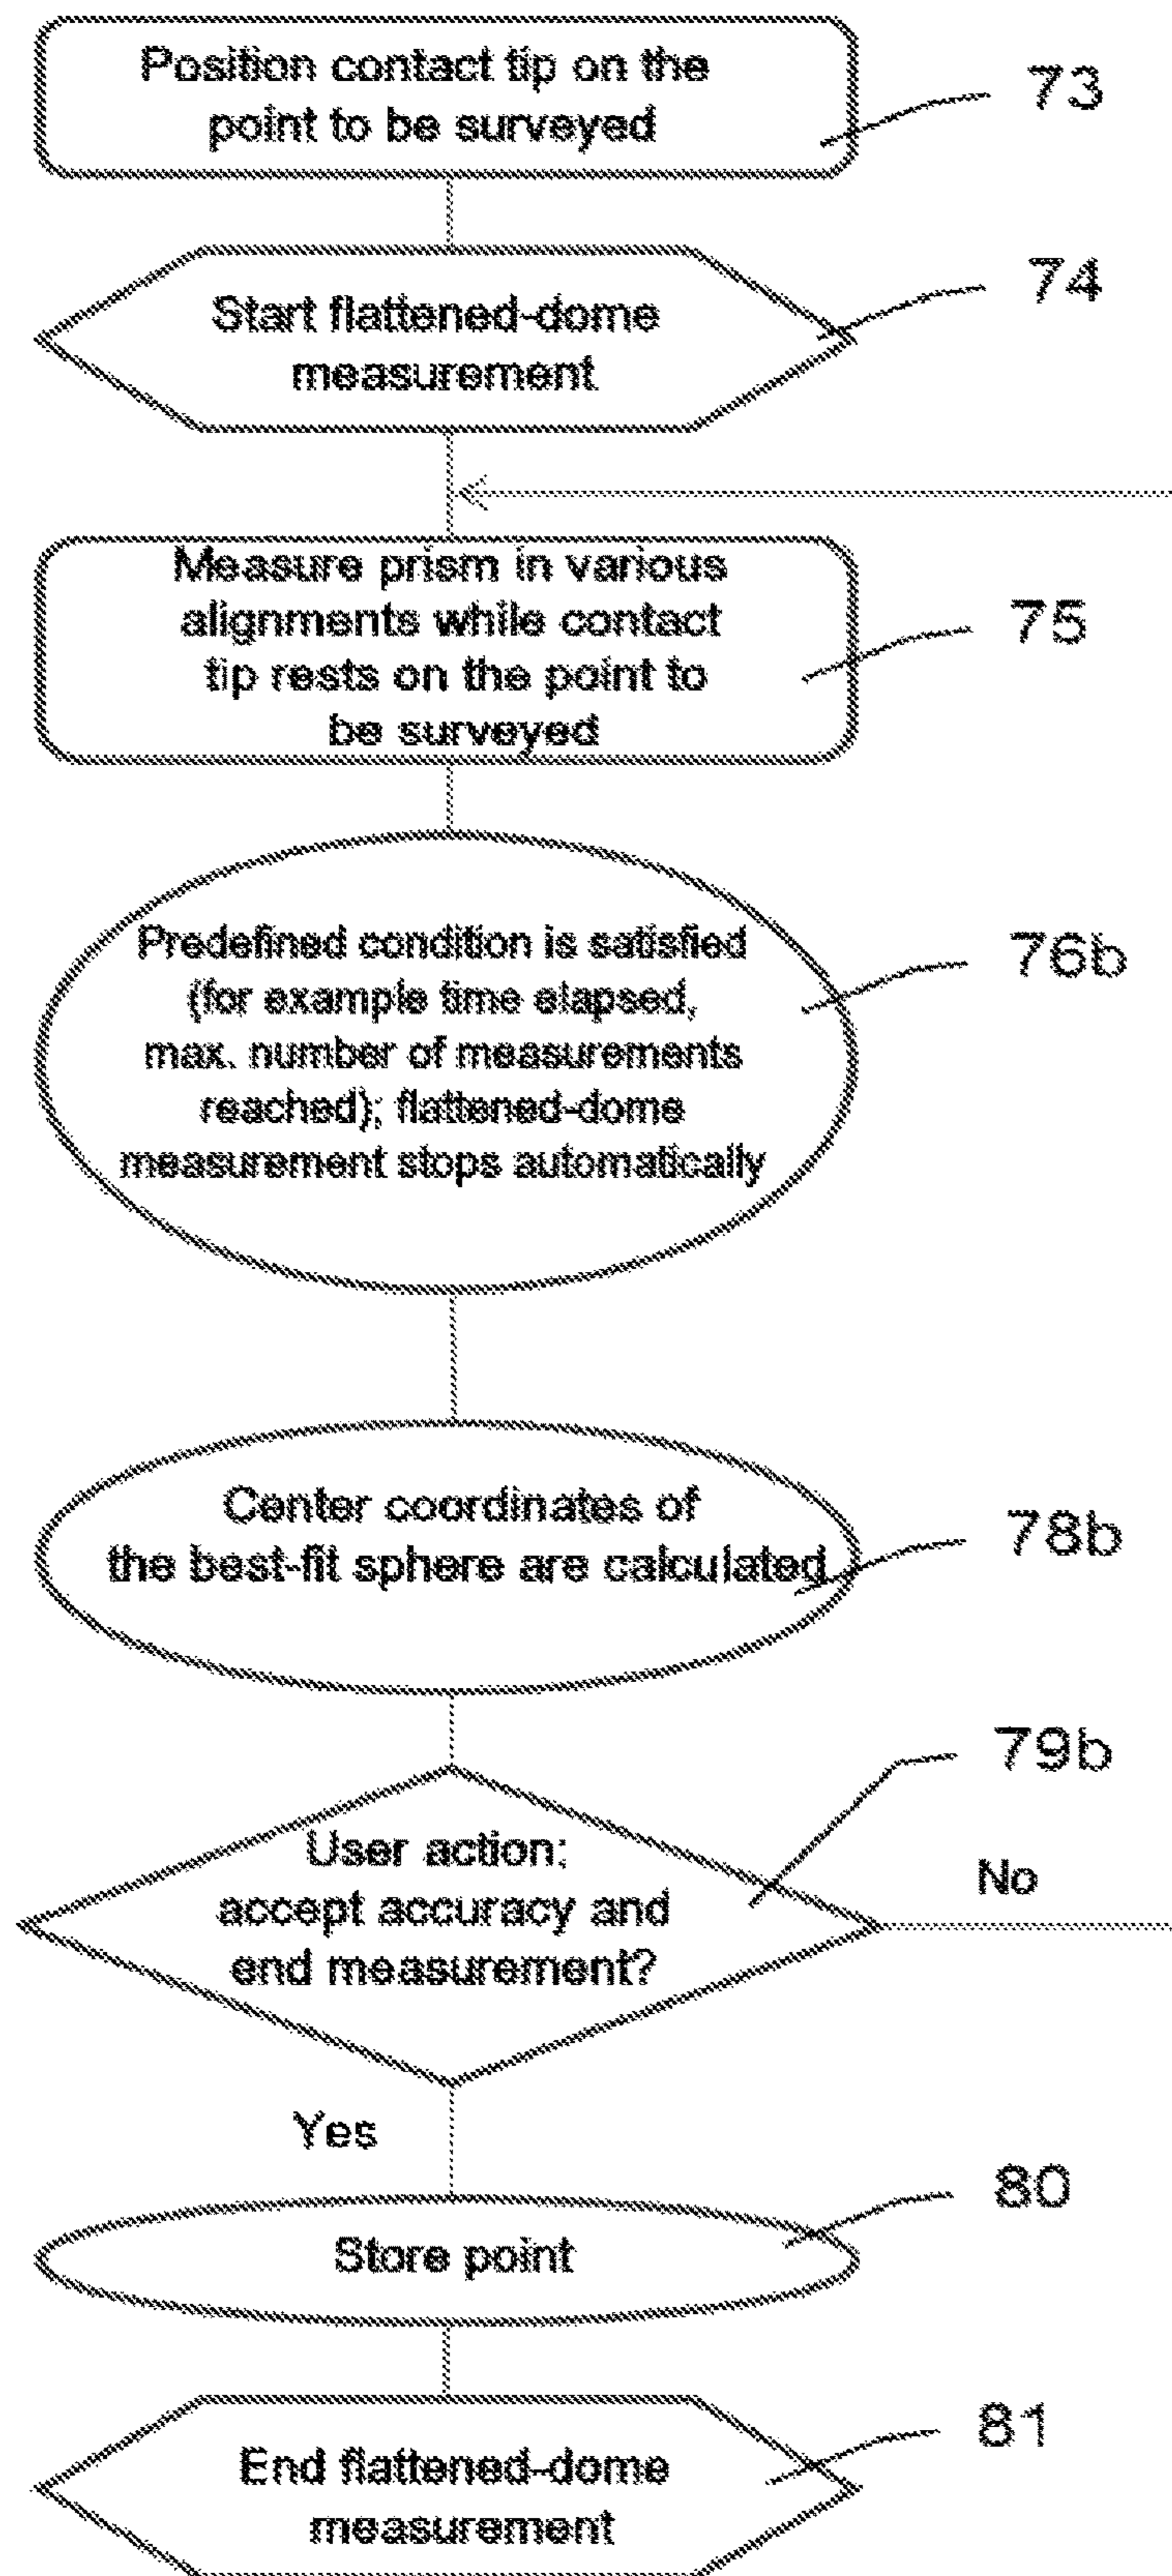 Position contact tip on the
point to be surveyed
73
Start flattened-dome
measurement
74
Measure prism in various
alignments while contact
tip rests on the point to
be surveyed
75
Predefined condition is satisfied
(for example time elapsed,
max. number of measurements
reached); flattened-dome
measurement stops automatically
76b
Center coordinates of
the best-fit sphere are calculated
78b
User action:
accept accuracy and
end measurement?
79b
No
Yes
Store point
80
End flattened-dome
measurement
81